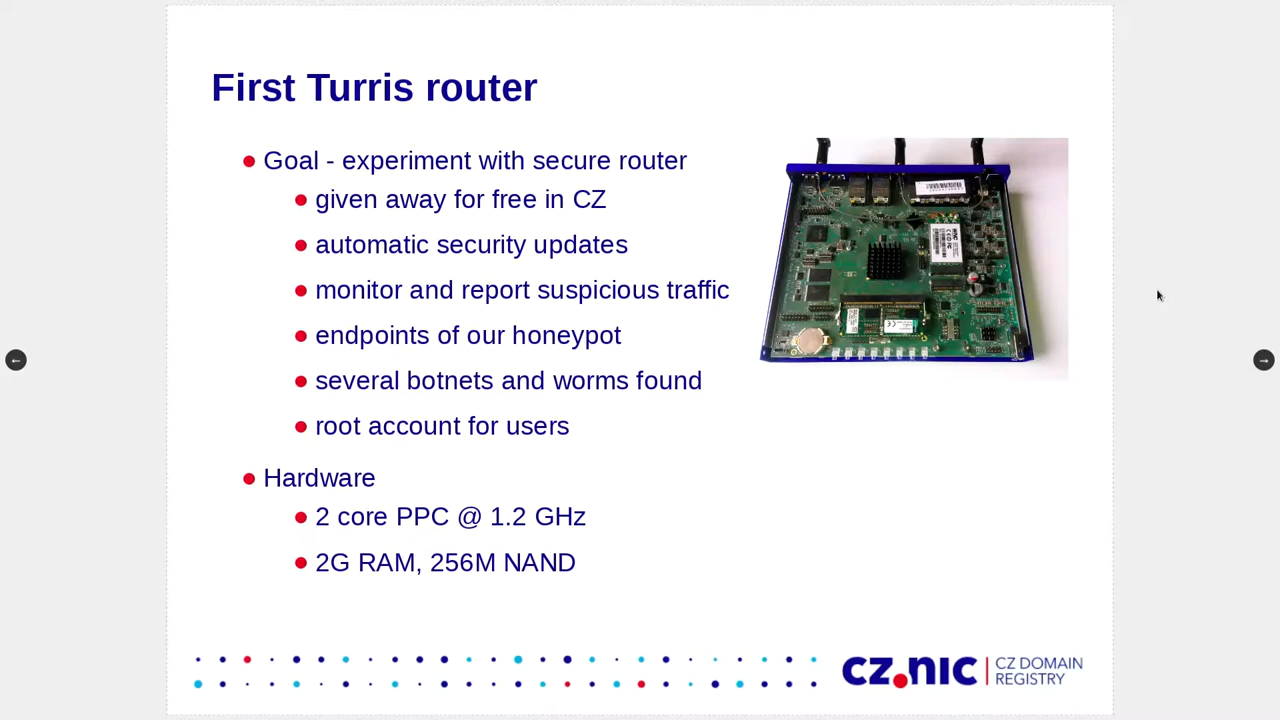 First Turris router
Goal - experiment with secure router
given away for free in CZ
automatic security updates
monitor and report suspicious traffic
endpoints of our honeypot
several botnets and worms found
root account for users
Hardware
2 core PPC @ 1.2 GHz
2G RAM, 256M NAND
cz.nic
CZ DOMAIN
REGISTRY